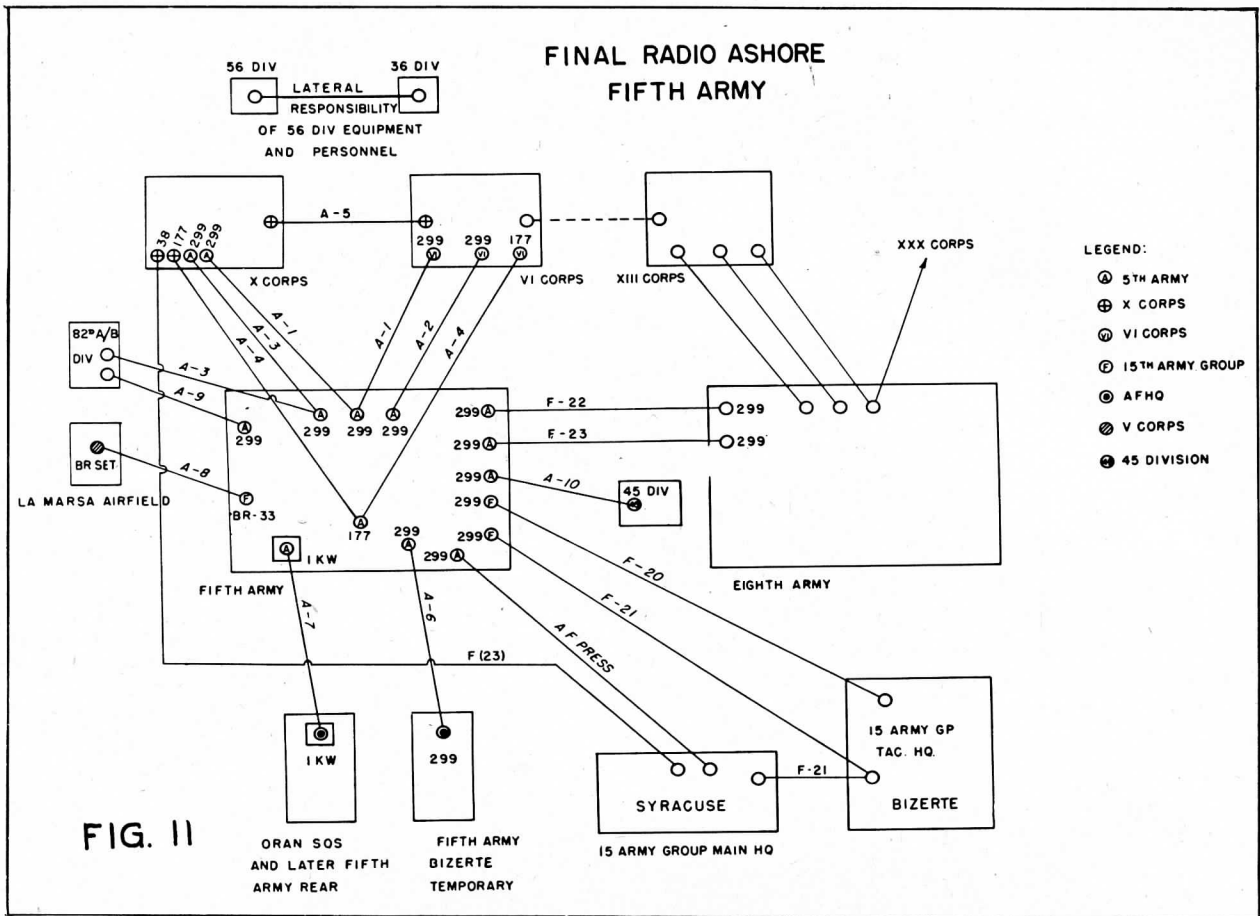 FINAL RADIO ASHORE
FIFTH ARMY
56 DIV
36 DIV
LATERAL
RESPONSIBILITY
OF 56 DIV EQUIPMENT
AND PERSONNEL
A-5
38
177
299
299
X CORPS
299
299
177
VI
VI
VI
VI CORPS
XIII CORPS
XXX CORPS
LEGEND:
A 5TH ARMY
X CORPS
VI VI CORPS
F 15TH ARMY GROUP
AFHQ
V CORPS
45 45 DIVISION
A
A
A-4
A-3
A-1
A-1
A-2
A-4
82D A/B
DIV
A-3
A-9
BR SET
A-8
LA MARSA AIRFIELD
A
299
A
299
A
299
A
299
F
BR-33
A
177
A
1 KW
299
A
299 A
299 A
299 A
299 A
299 F
299 F
FIFTH ARMY
F-22
F-23
A-10
45 DIV
45
299
299
EIGHTH ARMY
F-20
F-21
A-7
A-6
A F PRESS
F (23)
1 KW
ORAN SOS
AND LATER FIFTH
ARMY REAR
299
FIFTH ARMY
BIZERTE
TEMPORARY
SYRACUSE
15 ARMY GROUP MAIN HQ
F-21
15 ARMY GP
TAC. HQ.
BIZERTE
FIG. 11